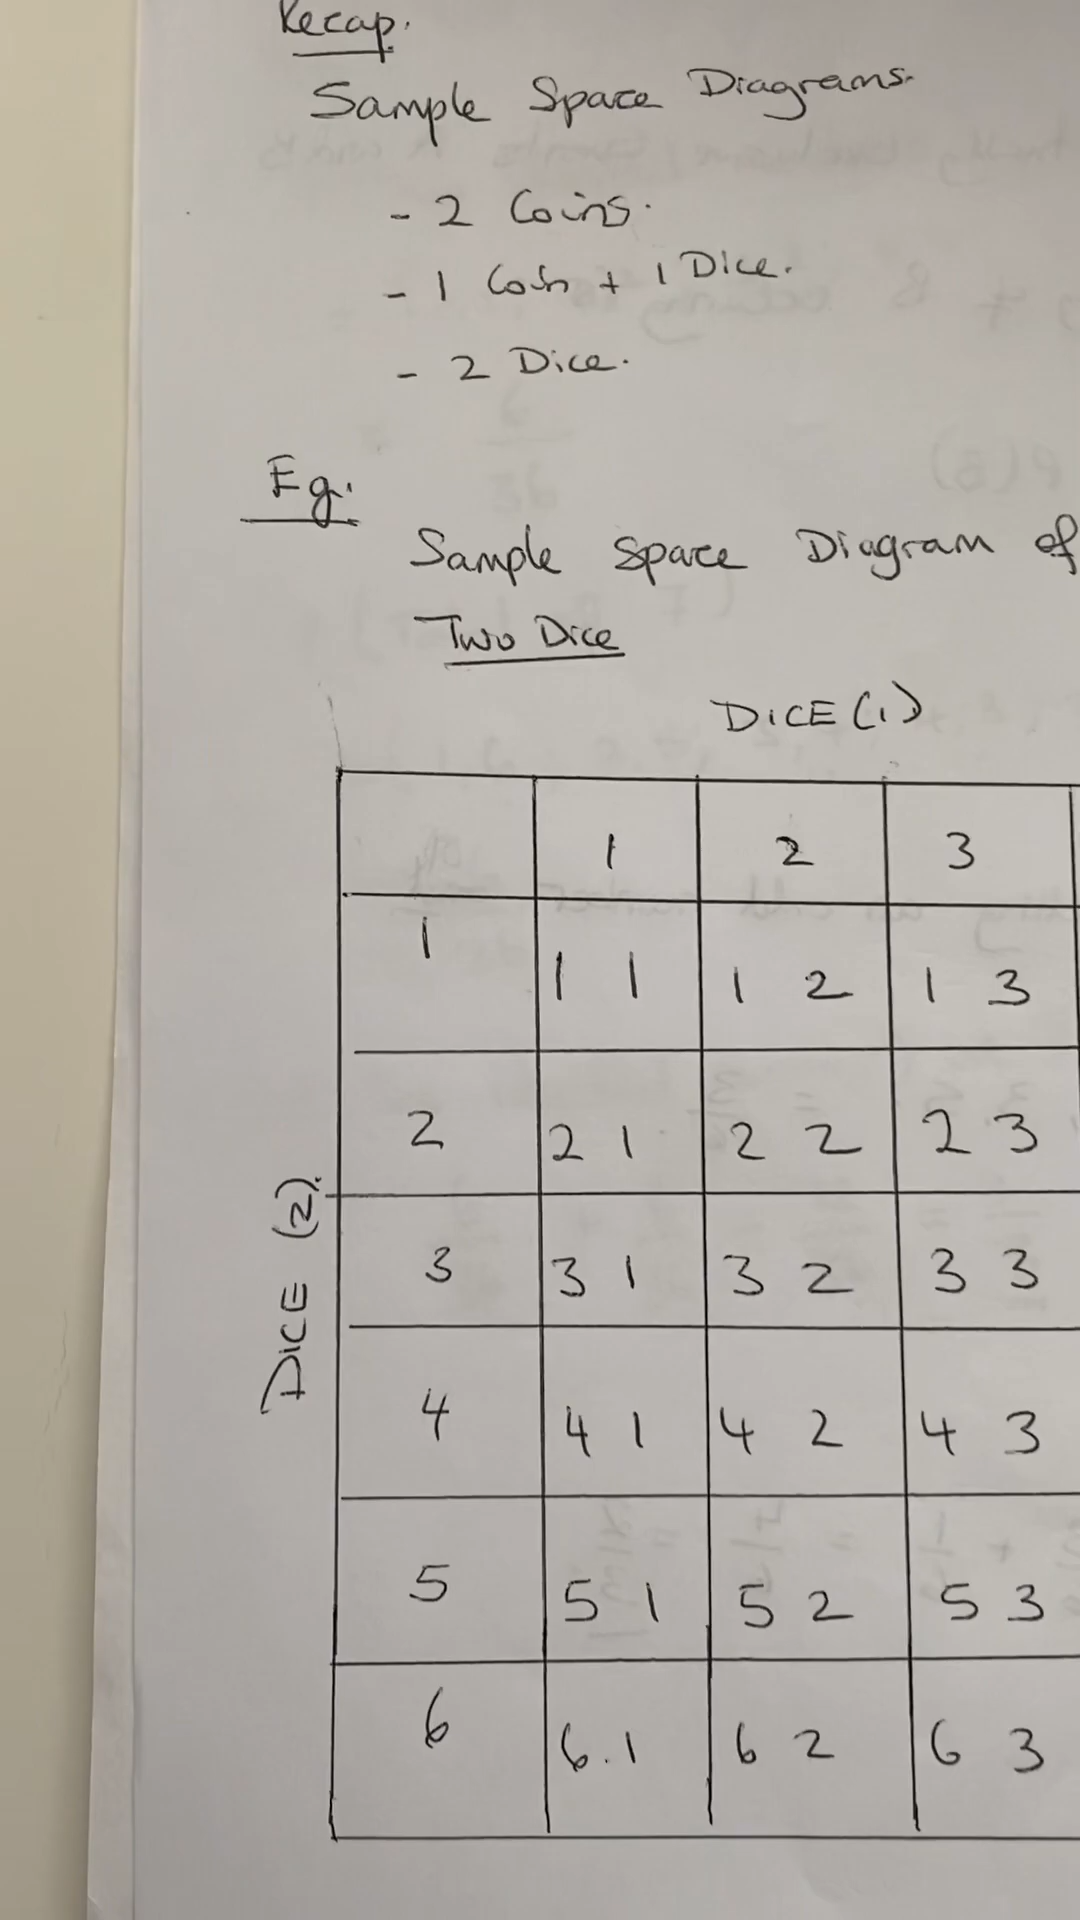 Recap.
Sample Space Diagrams.
- 2 Coins.
- 1 Coin + 1 Dice.
- 2 Dice.
Eg.
Sample Space Diagram of
Two Dice
DICE (1)
1 2 3
1 1 1 1 2 1 3
2 2 1 2 2 2 3
DICE (2).
3 3 1 3 2 3 3
4 4 1 4 2 4 3
5 5 1 5 2 5 3
6 6.1 6 2 6 3